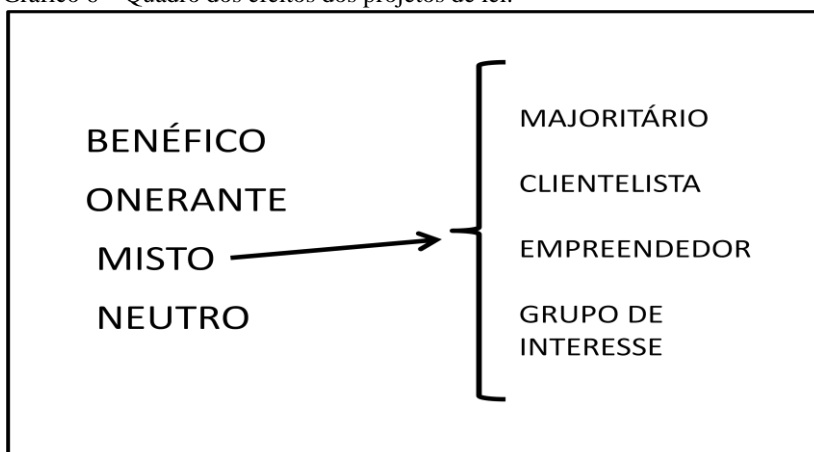 Gráfico 6 – Quadro dos efeitos dos projetos de lei.
BENÉFICO
ONERANTE
MISTO
NEUTRO
MAJORITÁRIO
CLIENTELISTA
EMPREENDEDOR
GRUPO DE
INTERESSE